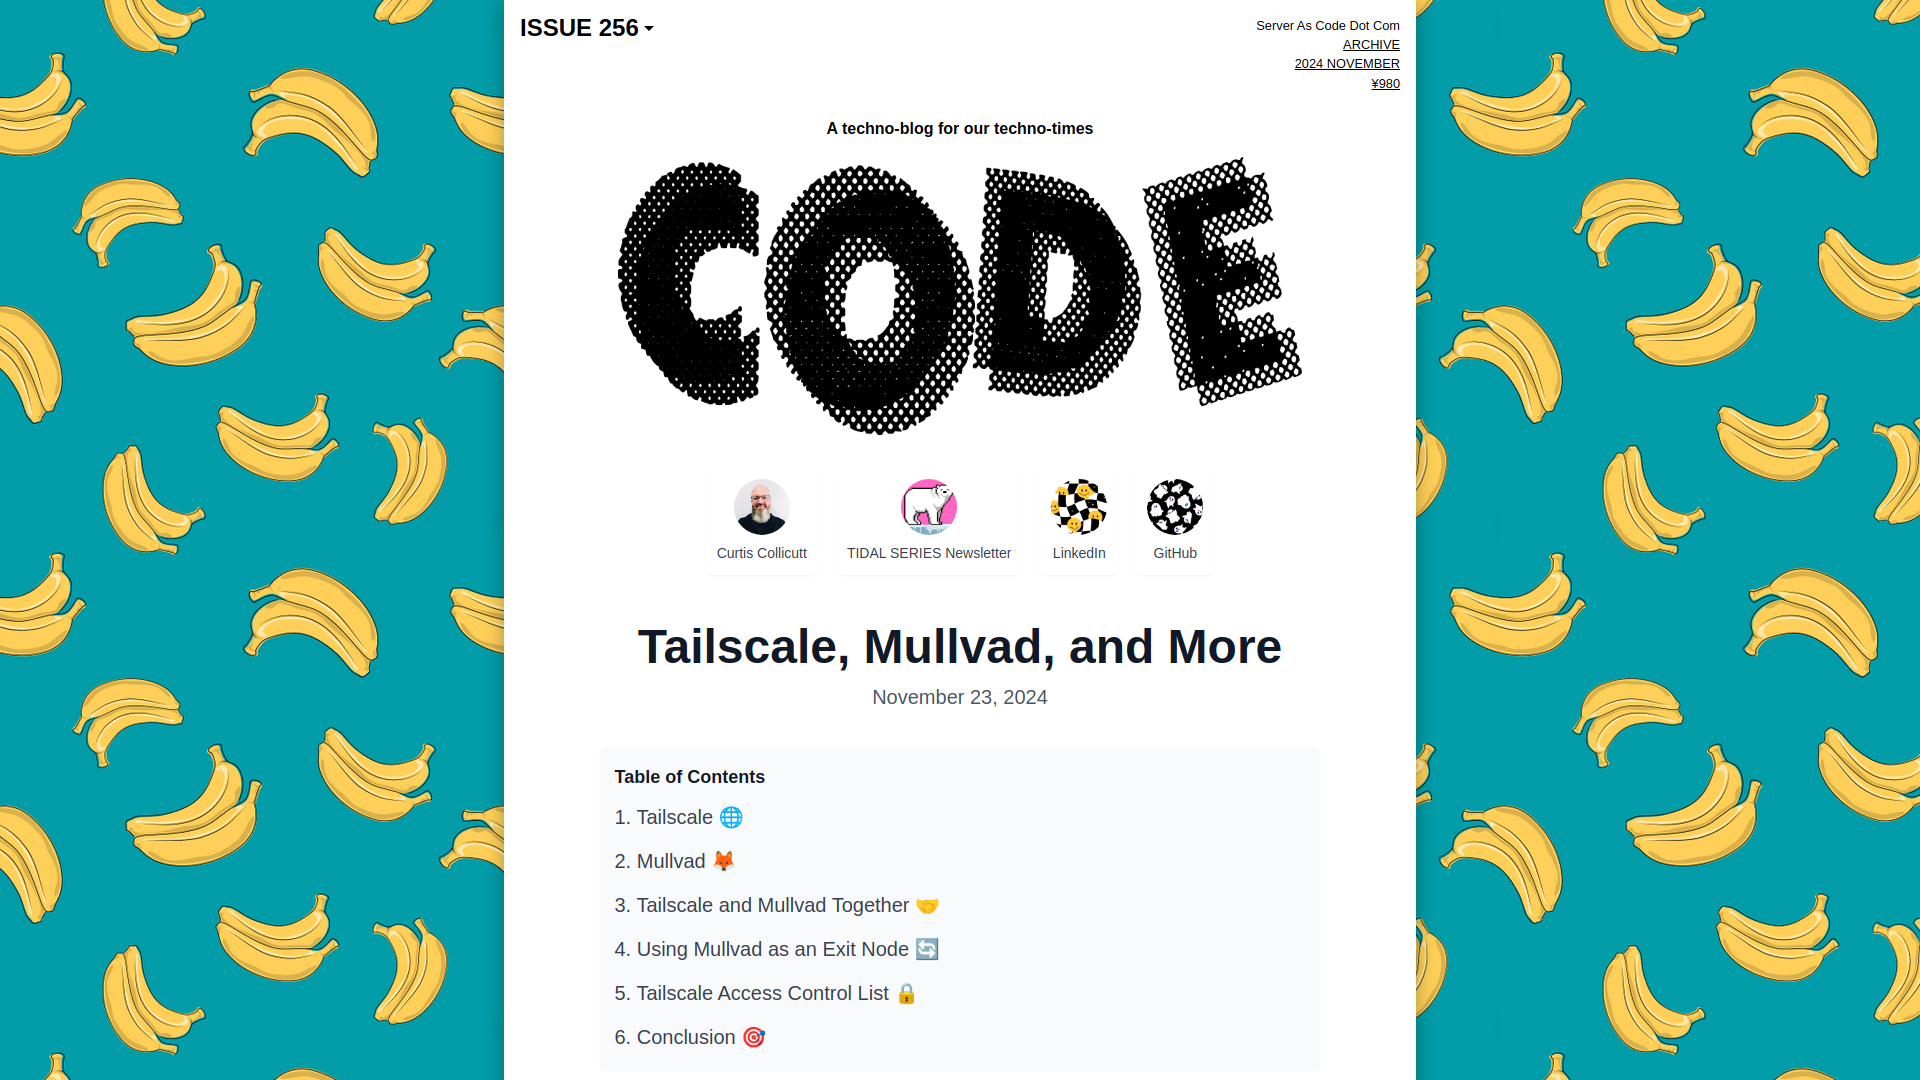 ISSUE 256
Server As Code Dot Com
ARCHIVE
2024 NOVEMBER
¥980
A techno-blog for our techno-times
CODE
Curtis Collicutt
TIDAL SERIES Newsletter
LinkedIn
GitHub
Tailscale, Mullvad, and More
November 23, 2024
Table of Contents
1. Tailscale 🌐
2. Mullvad 🦊
3. Tailscale and Mullvad Together 🤝
4. Using Mullvad as an Exit Node 🔄
5. Tailscale Access Control List 🔒
6. Conclusion 🎯